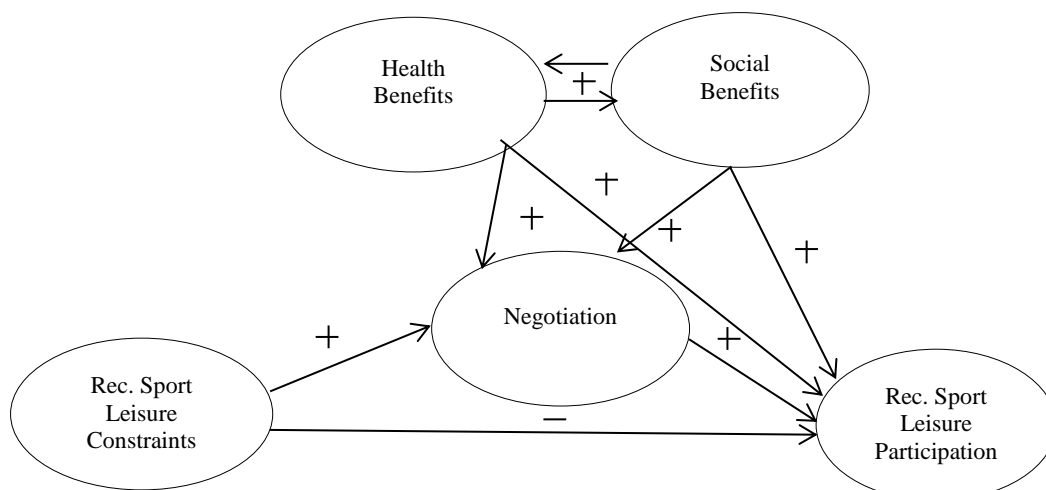 Health
Benefits
Social
Benefits
+
+
+
+
+
Negotiation
+
+
−
Rec. Sport
Leisure
Constraints
Rec. Sport
Leisure
Participation